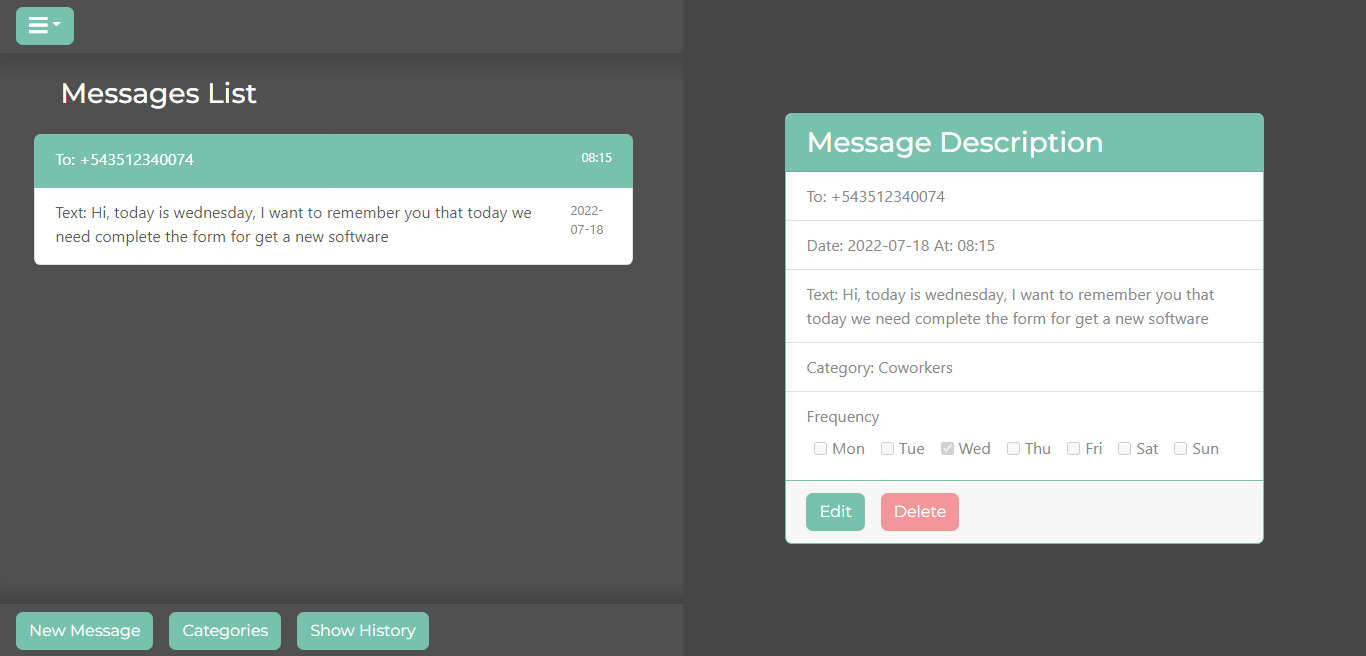 Messages List
To: +543512340074
08:15
Text: Hi, today is wednesday, I want to remember you that today we
need complete the form for get a new software
2022-
07-18
New Message
Categories
Show History
Message Description
To: +543512340074
Date: 2022-07-18 At: 08:15
Text: Hi, today is wednesday, I want to remember you that
today we need complete the form for get a new software
Category: Coworkers
Frequency
Mon Tue Wed Thu Fri Sat Sun
Edit
Delete